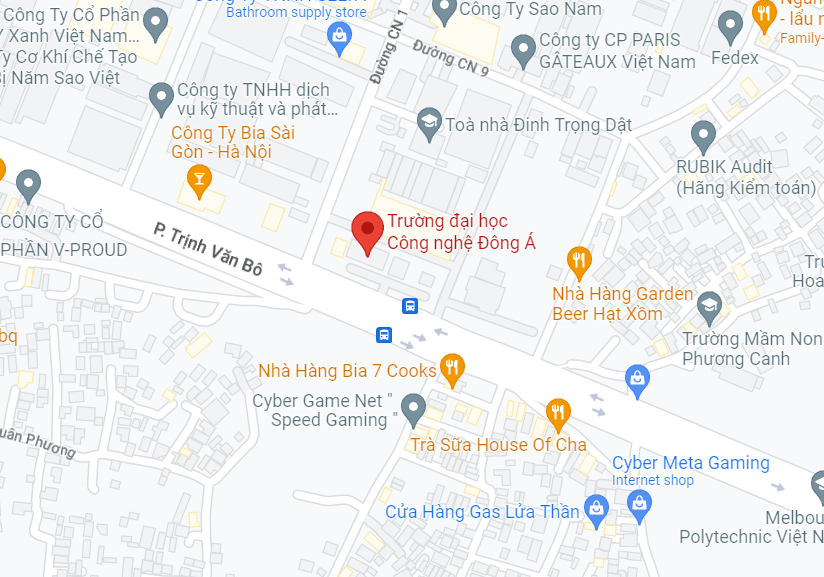 Công Ty Cổ Phần
Xanh Việt Nam...
Ty Cơ Khí Chế Tạo
Bị Năm Sao Việt
Bathroom supply store
Đường CN 1
Công Ty Sao Nam
Đường CN 9
Công ty CP PARIS
GÂTEAUX Việt Nam
Fedex
- lẩu
Family-
Công ty TNHH dịch
vụ kỹ thuật và phát...
Công Ty Bia Sài
Gòn - Hà Nội
Toà nhà Đinh Trọng Dật
RUBIK Audit
(Hãng Kiểm toán)
CÔNG TY CỔ
PHẦN V-PROUD
P. Trịnh Văn Bô
Trường đại học
Công nghệ Đông Á
Nhà Hàng Garden
Beer Hạt Xồm
Trường Mầm Non
Phương Canh
bq
Nhà Hàng Bia 7 Cooks
Cyber Game Net "
Speed Gaming "
Trà Sữa House Of Cha
Phương
Cyber Meta Gaming
Internet shop
Cửa Hàng Gas Lửa Thần
Melbou
Polytechnic Việt N